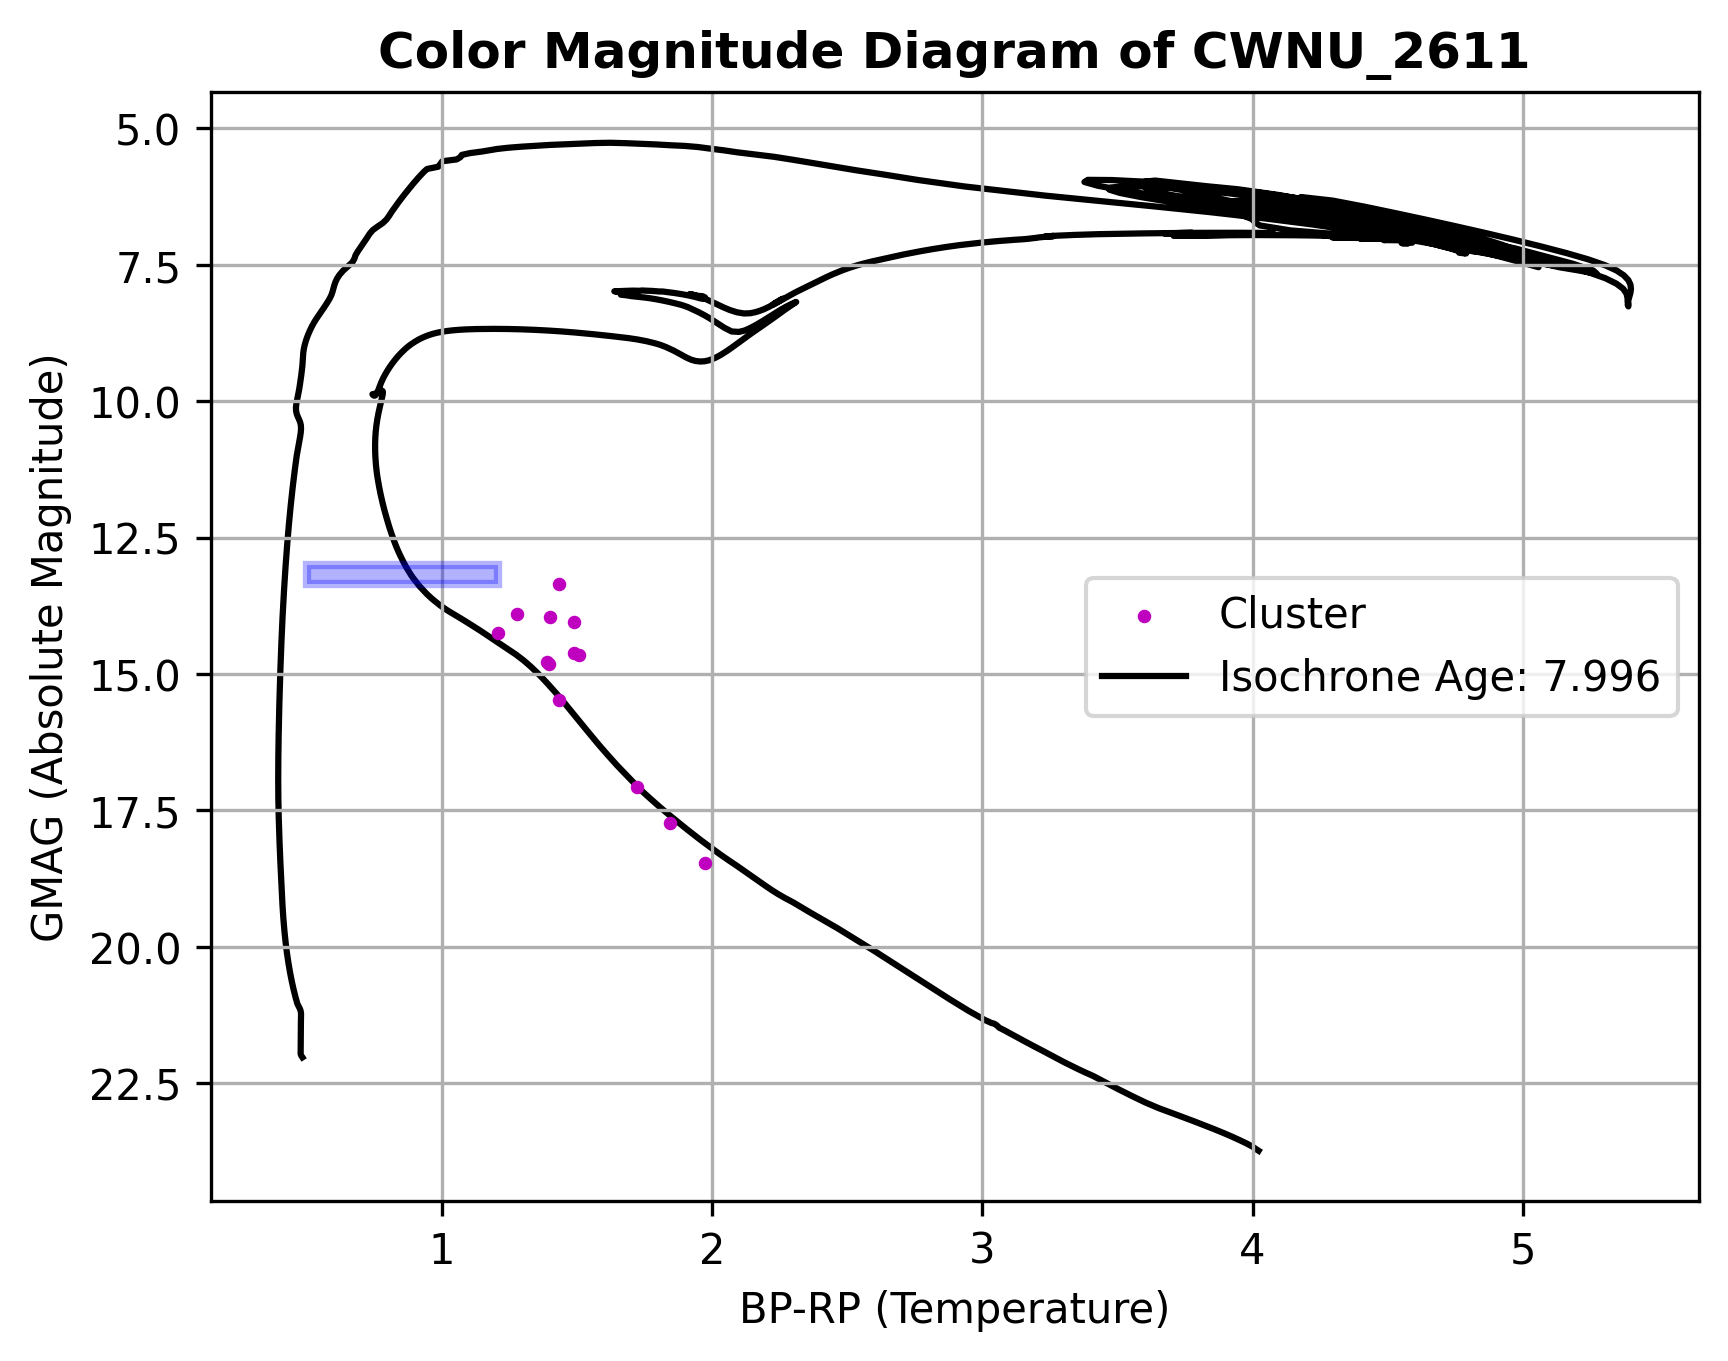 Color Magnitude Diagram of CWNU_2611
GMAG (Absolute Magnitude)
5.0
7.5
10.0
12.5
15.0
17.5
20.0
22.5
Cluster
Isochrone Age: 7.996
1 2 3 4 5
BP-RP (Temperature)